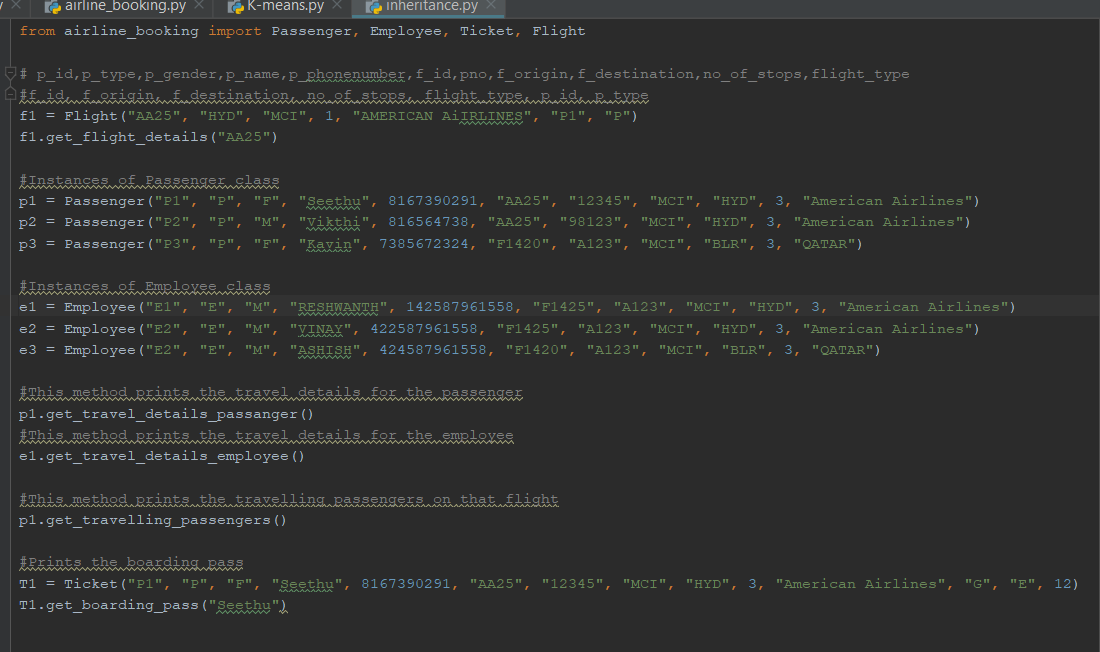 airline_booking.py K-means.py inheritance.py
from airline_booking import Passenger, Employee, Ticket, Flight
# p_id,p_type,p_gender,p_name,p_phonenumber,f_id,pno,f_origin,f_destination,no_of_stops,flight_type
#f_id, f_origin, f_destination, no_of_stops, flight_type, p_id, p_type
f1 = Flight("AA25", "HYD", "MCI", 1, "AMERICAN AiIRLINES", "P1", "P")
f1.get_flight_details("AA25")
#Instances of Passenger class
p1 = Passenger("P1", "P", "F", "Seethu", 8167390291, "AA25", "12345", "MCI", "HYD", 3, "American Airlines")
p2 = Passenger("P2", "P", "M", "Vikthi", 816564738, "AA25", "98123", "MCI", "HYD", 3, "American Airlines")
p3 = Passenger("P3", "P", "F", "Kavin", 7385672324, "F1420", "A123", "MCI", "BLR", 3, "QATAR")
#Instances of Employee class
e1 = Employee("E1", "E", "M", "RESHWANTH", 142587961558, "F1425", "A123", "MCI", "HYD", 3, "American Airlines")
e2 = Employee("E2", "E", "M", "VINAY", 422587961558, "F1425", "A123", "MCI", "HYD", 3, "American Airlines")
e3 = Employee("E2", "E", "M", "ASHISH", 424587961558, "F1420", "A123", "MCI", "BLR", 3, "QATAR")
#This method prints the travel details for the passenger
p1.get_travel_details_passanger()
#This method prints the travel details for the employee
e1.get_travel_details_employee()
#This method prints the travelling passengers on that flight
p1.get_travelling_passengers()
#Prints the boarding pass
T1 = Ticket("P1", "P", "F", "Seethu", 8167390291, "AA25", "12345", "MCI", "HYD", 3, "American Airlines", "G", "E", 12)
T1.get_boarding_pass("Seethu")